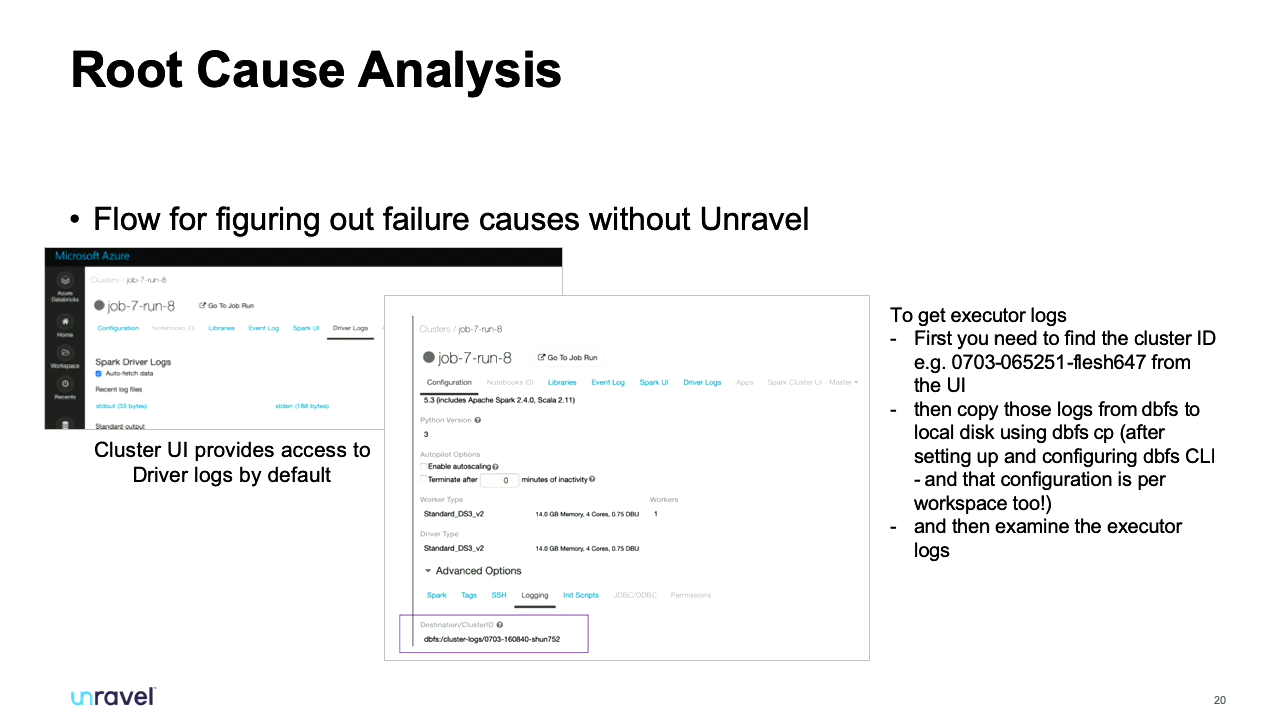 Root Cause Analysis
• Flow for figuring out failure causes without Unravel
Microsoft Azure
Azure
Databricks
Home
Workspace
Recents
Clusters / job-7-run-8
job-7-run-8
Go To Job Run
Configuration Notebooks (0) Libraries Event Log Spark UI Driver Logs
Spark Driver Logs
Auto-fetch data
Recent log files
stdout (33 bytes) stderr (188 bytes)
Standard output
Cluster UI provides access to
Driver logs by default
Clusters / job-7-run-8
job-7-run-8
Go To Job Run
Configuration Notebooks (0) Libraries Event Log Spark UI Driver Logs Apps Spark Cluster UI - Master
5.3 (includes Apache Spark 2.4.0, Scala 2.11)
Python Version
3
Autopilot Options
Enable autoscaling
Terminate after 0 minutes of inactivity
Worker Type Workers
Standard_DS3_v2 14.0 GB Memory, 4 Cores, 0.75 DBU 1
Driver Type
Standard_DS3_v2 14.0 GB Memory, 4 Cores, 0.75 DBU
Advanced Options
Spark Tags SSH Logging Init Scripts JDBC/ODBC Permissions
Destination/ClusterID
dbfs:/cluster-logs/0703-160840-shun752
To get executor logs
- First you need to find the cluster ID
e.g. 0703-065251-flesh647 from
the UI
- then copy those logs from dbfs to
local disk using dbfs cp (after
setting up and configuring dbfs CLI
- and that configuration is per
workspace too!)
- and then examine the executor
logs
unravel
20